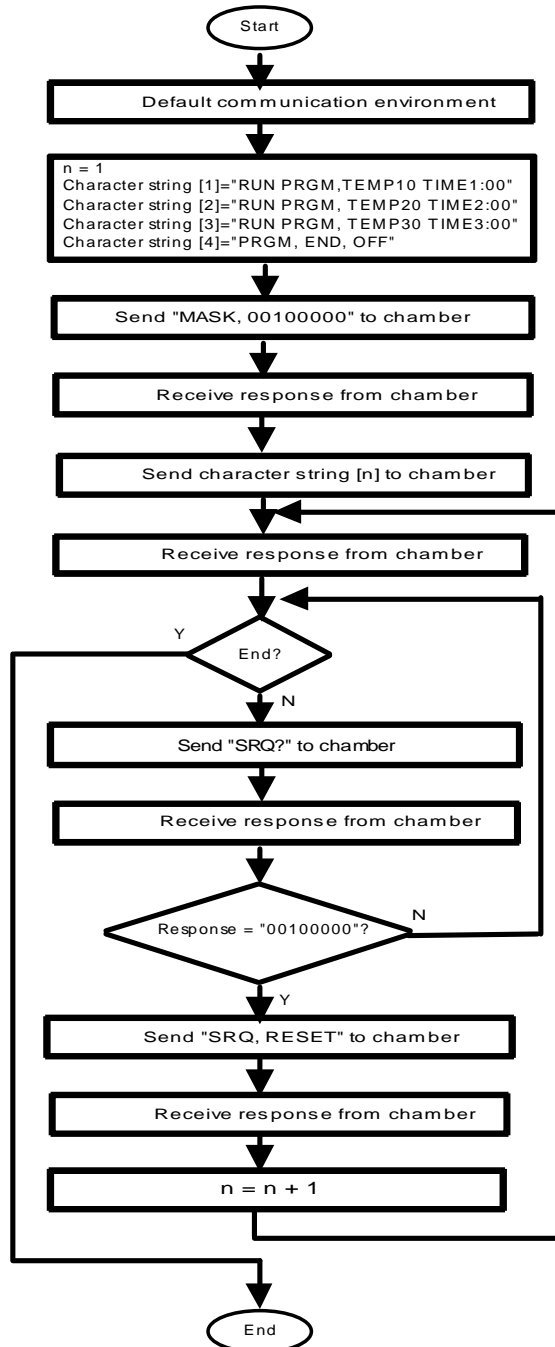 Start
Default communication environment
n = 1
Character string [1]="RUN PRGM,TEMP10 TIME1:00"
Character string [2]="RUN PRGM, TEMP20 TIME2:00"
Character string [3]="RUN PRGM, TEMP30 TIME3:00"
Character string [4]="PRGM, END, OFF"
Send "MASK, 00100000" to chamber
Receive response from chamber
Send character string [n] to chamber
Receive response from chamber
Y
End?
N
Send "SRQ?" to chamber
Receive response from chamber
Response = "00100000"?
N
Y
Send "SRQ, RESET" to chamber
Receive response from chamber
n = n + 1
End